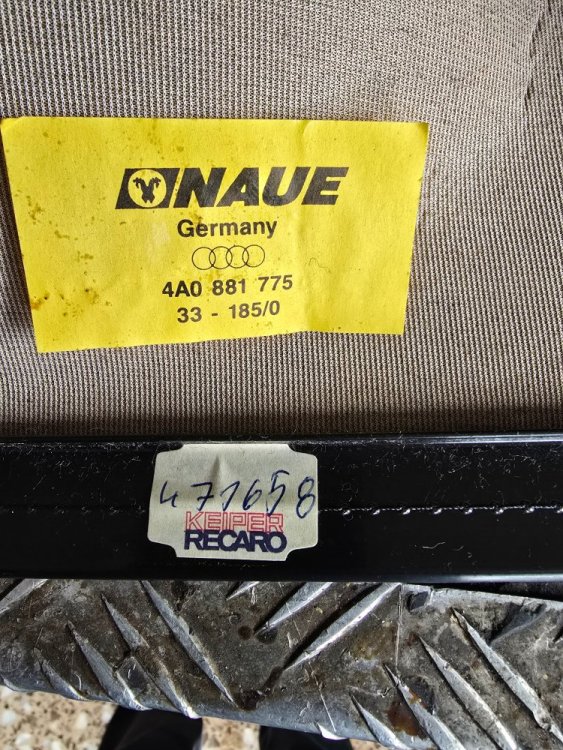 NAUE
Germany
4A0 881 775
33 - 185/0
471658
KEIPER
RECARO